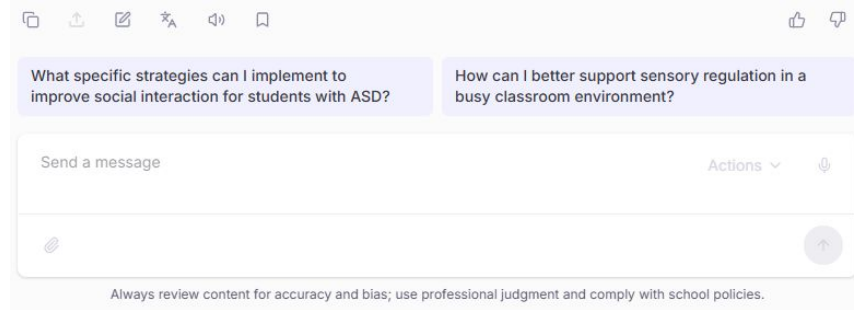 What specific strategies can I implement to
improve social interaction for students with ASD?
How can I better support sensory regulation in a
busy classroom environment?
Send a message
Actions
Always review content for accuracy and bias; use professional judgment and comply with school policies.